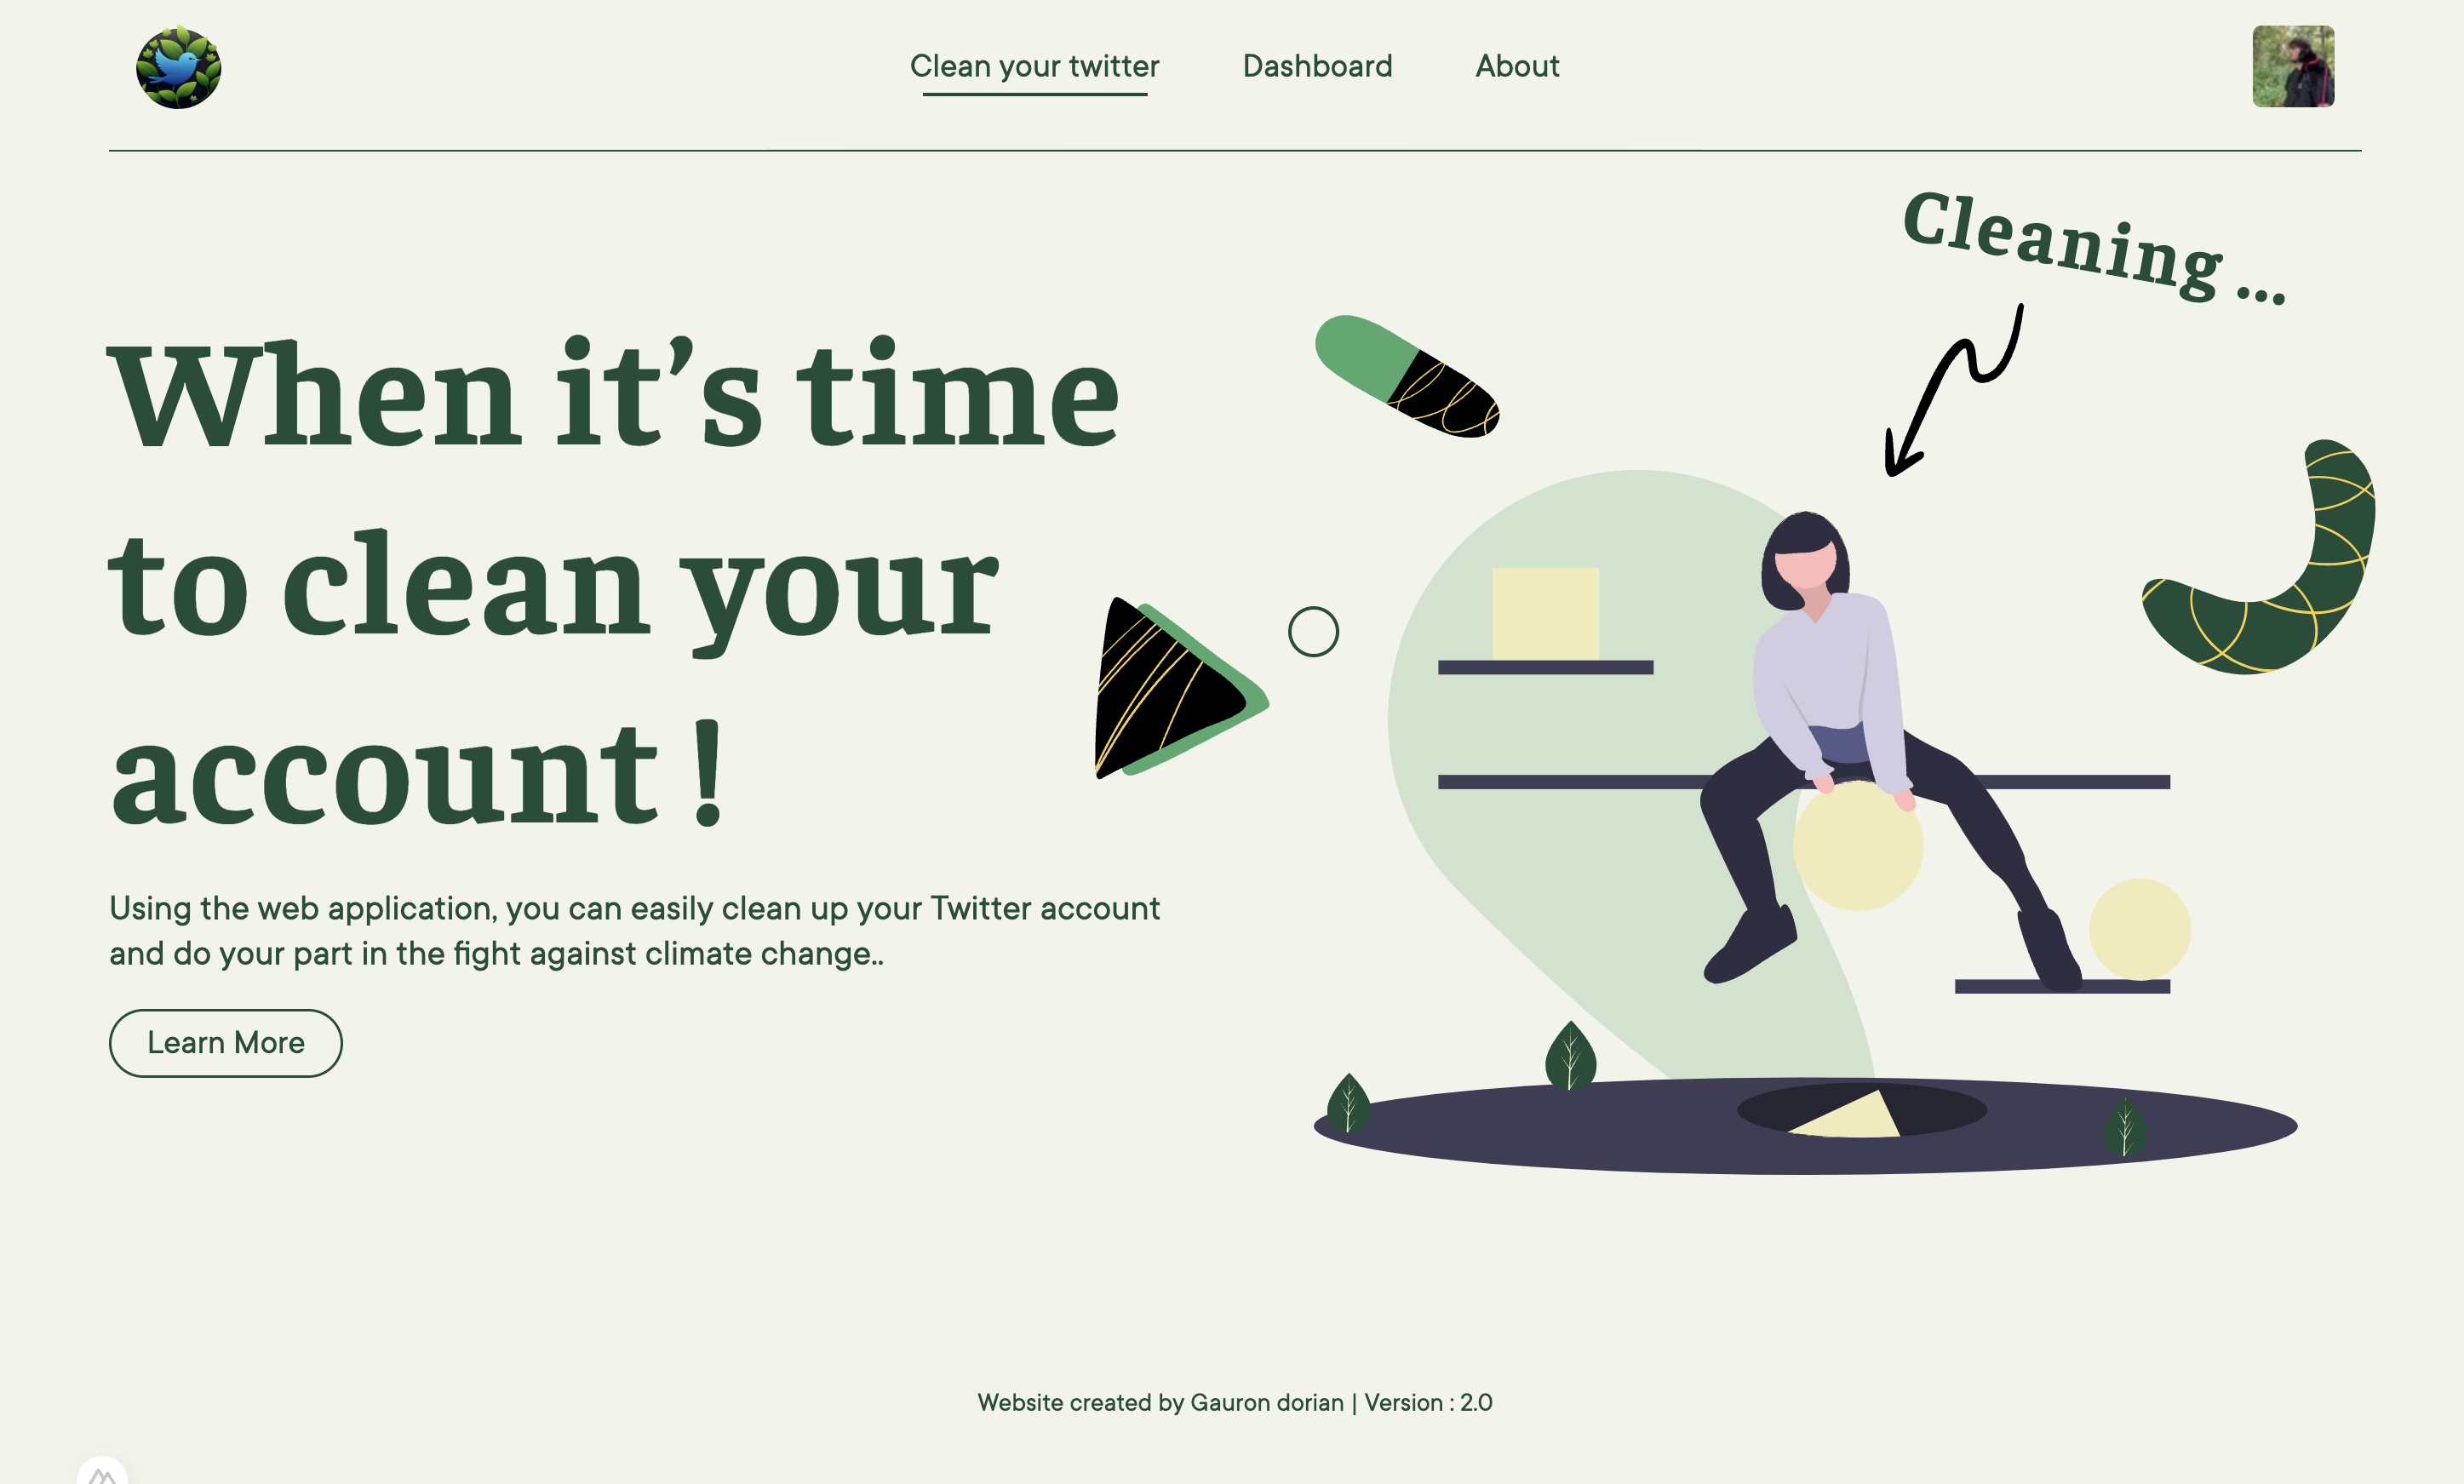 Clean your twitter
Dashboard
About
Cleaning ...
When it’s time
to clean your
account !
Using the web application, you can easily clean up your Twitter account
and do your part in the fight against climate change..
Learn More
Website created by Gauron dorian | Version : 2.0